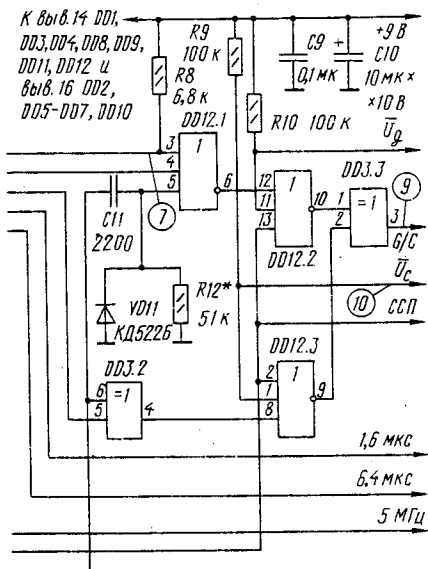 К выв.14 DD1,
DD3,DD4,DD8,DD9,
DD11,DD12 и
выв.16 DD2,
DD5-DD7,DD10
R9
100 к
R8
6,8 к
C9
0,1 мк
+
+9 В
C10
10 мк ×
×10 В
DD12.1
3
4
5
1
6
R10 100 к
U̅g
C11
2200
7
12
11
13
1
10
DD12.2
DD3.3
1
2
=1
3
9
G/C
U̅c
10
ССП
VD11
КД522Б
R12*
51 к
DD12.3
2
1
8
1
9
DD3.2
6
5
=1
4
1,6 мкс
6,4 мкс
5 МГц